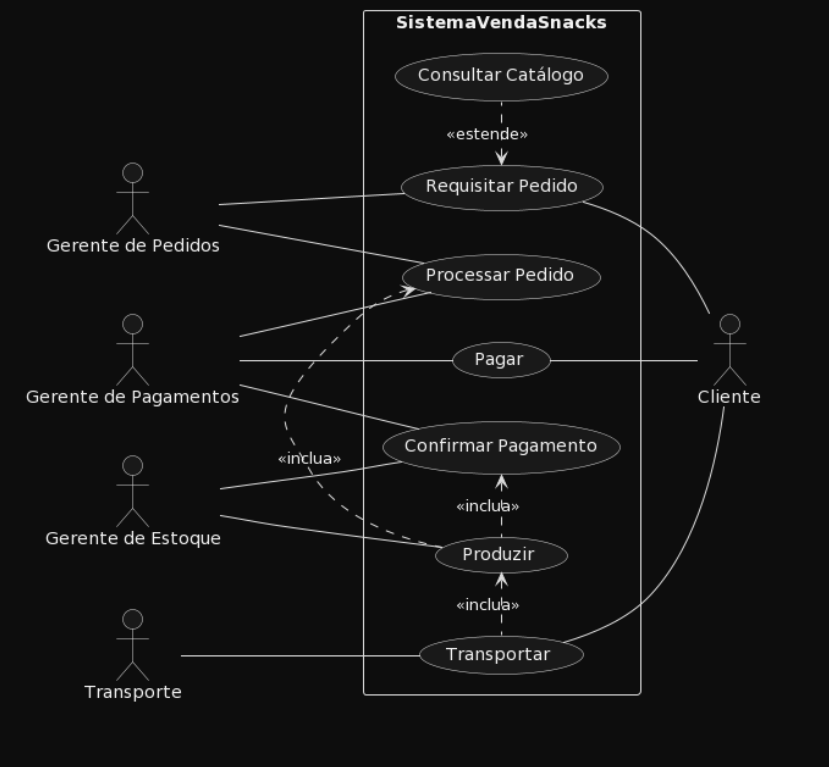 SistemaVendaSnacks
Consultar Catálogo
«estende»
Requisitar Pedido
Gerente de Pedidos
Processar Pedido
Pagar
Gerente de Pagamentos
Cliente
Confirmar Pagamento
«inclua»
«inclua»
Gerente de Estoque
Produzir
«inclua»
Transportar
Transporte